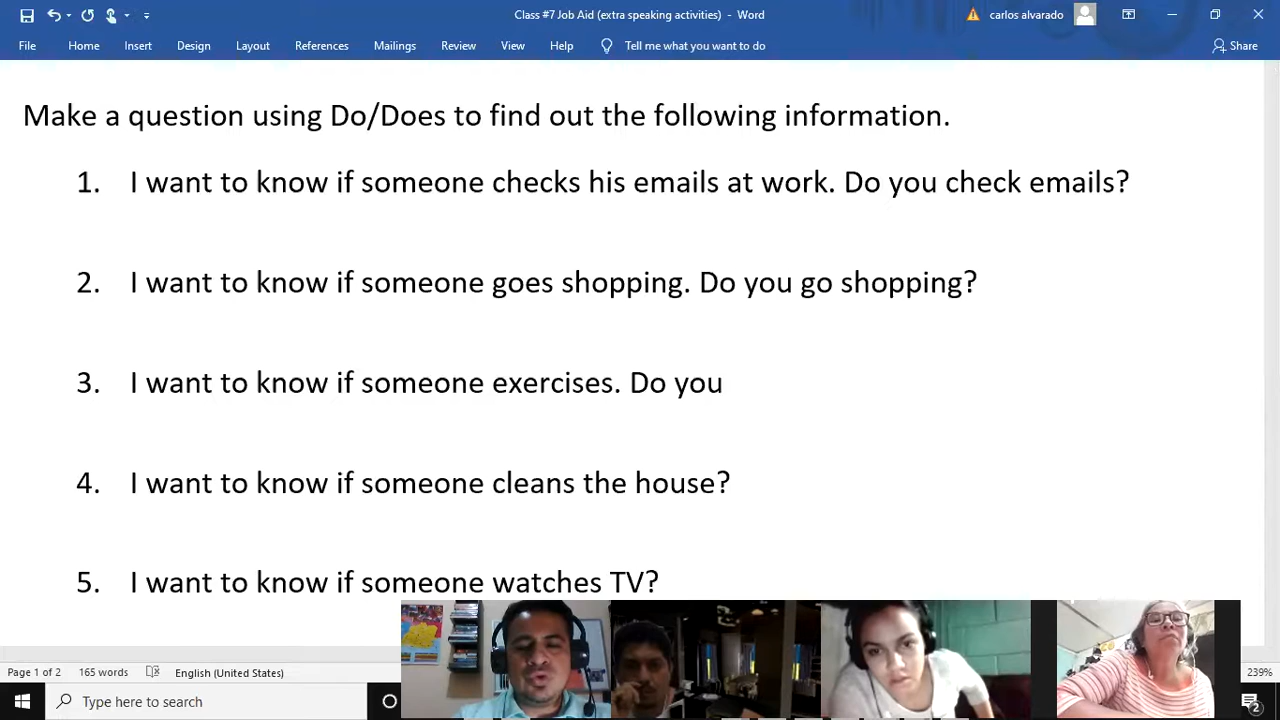 Class #7 Job Aid (extra speaking activities) - Word
carlos alvarado
File Home Insert Design Layout References Mailings Review View Help Tell me what you want to do Share
Make a question using Do/Does to find out the following information.
1. I want to know if someone checks his emails at work. Do you check emails?
2. I want to know if someone goes shopping. Do you go shopping?
3. I want to know if someone exercises. Do you
4. I want to know if someone cleans the house?
5. I want to know if someone watches TV?
Page 1 of 2 165 words English (United States) 239%
Type here to search 2